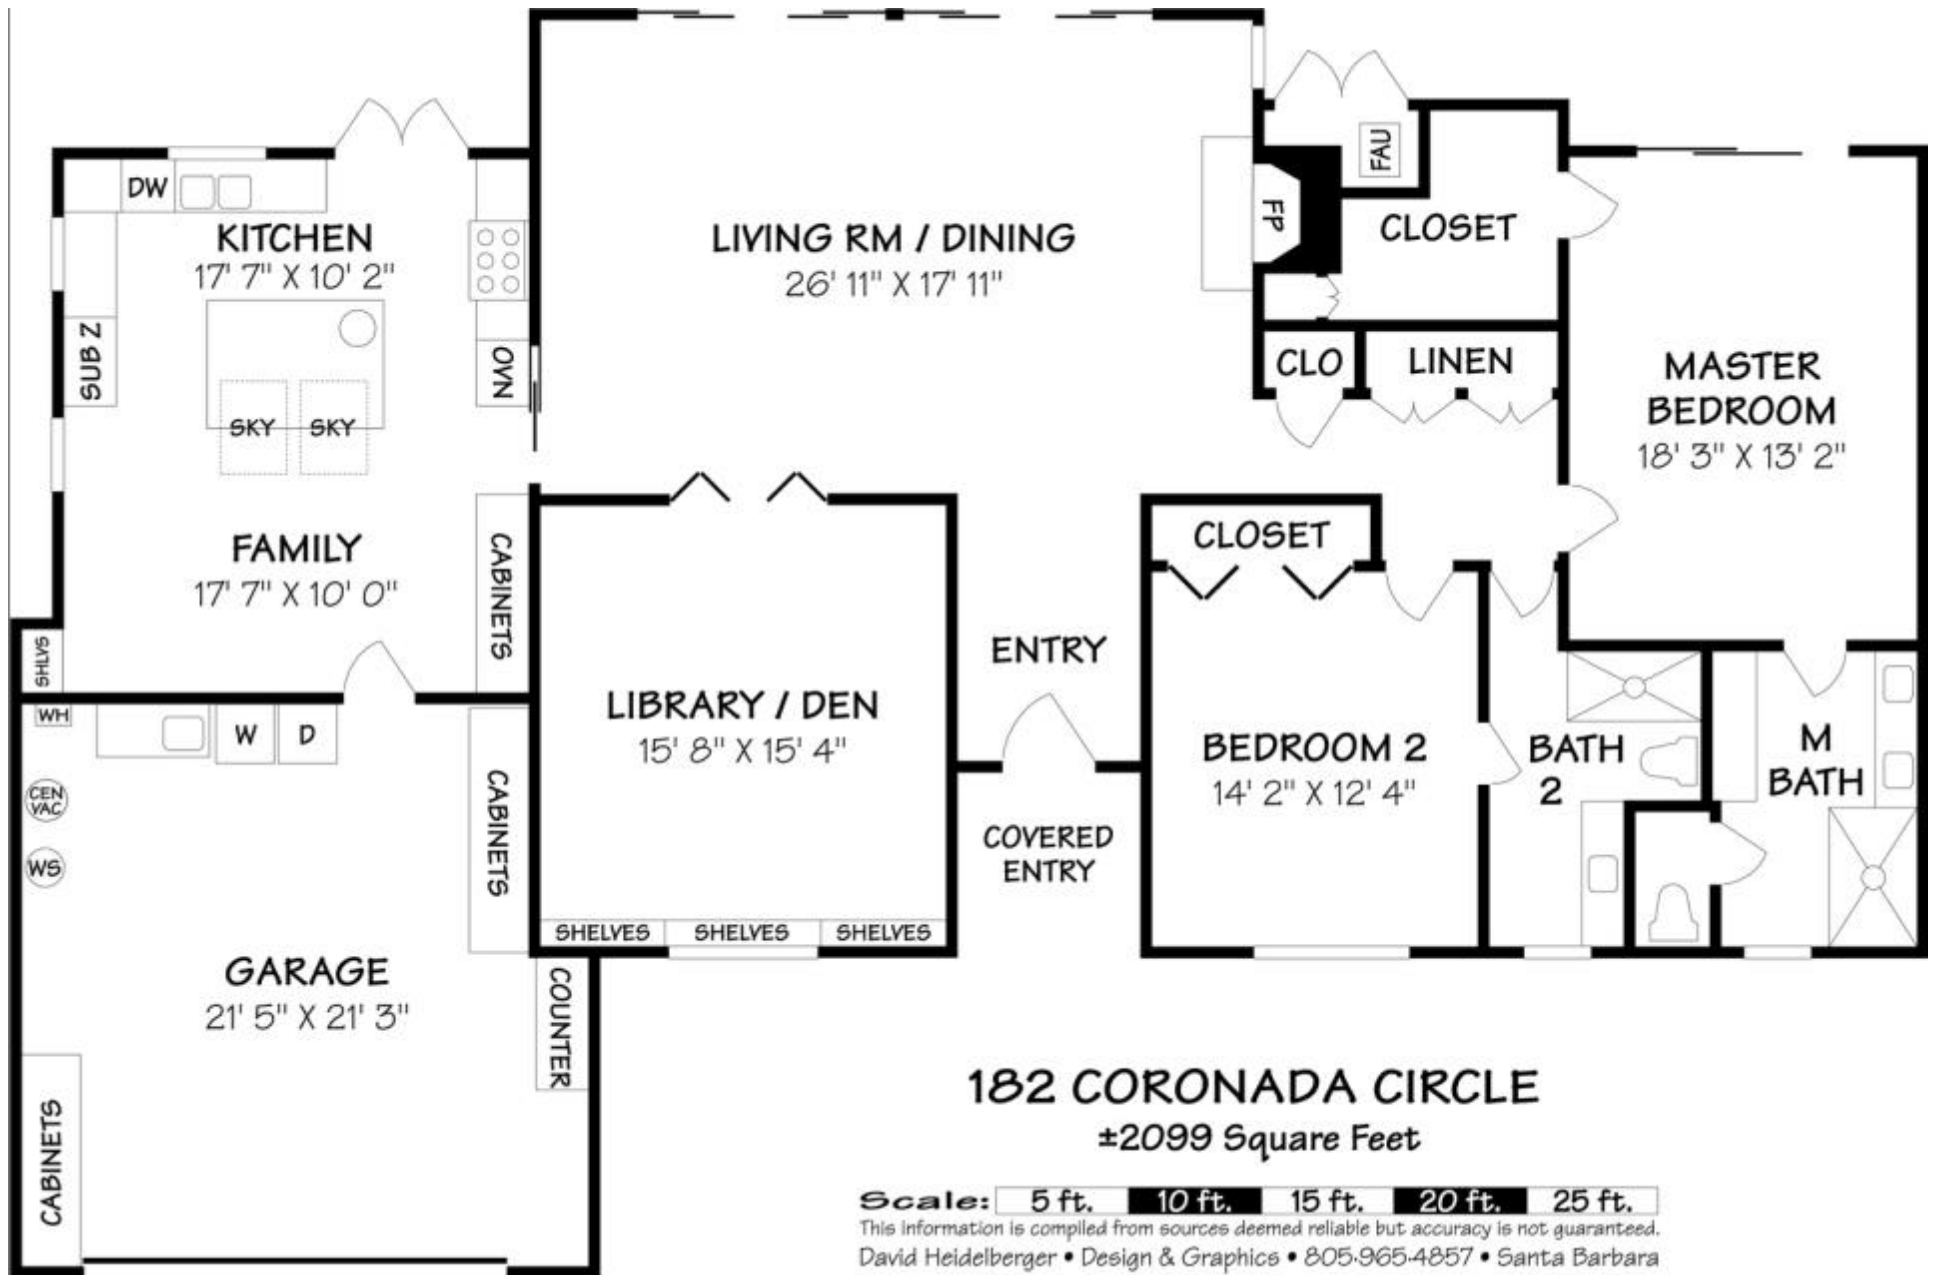 DW
KITCHEN
17' 7" X 10' 2"
SUB Z
OVN
SKY
SKY
FAMILY
17' 7" X 10' 0"
CABINETS
SHLVS
LIVING RM / DINING
26' 11" X 17' 11"
FP
FAU
CLOSET
CLO
LINEN
MASTER
BEDROOM
18' 3" X 13' 2"
CLOSET
ENTRY
LIBRARY / DEN
15' 8" X 15' 4"
SHELVES
SHELVES
SHELVES
COVERED
ENTRY
BEDROOM 2
14' 2" X 12' 4"
BATH
2
M
BATH
WH
W
D
CEN
VAC
WS
CABINETS
GARAGE
21' 5" X 21' 3"
COUNTER
CABINETS
182 CORONADA CIRCLE
±2099 Square Feet
Scale: 5 ft. 10 ft. 15 ft. 20 ft. 25 ft.
This information is compiled from sources deemed reliable but accuracy is not guaranteed.
David Heidelberger • Design & Graphics • 805•965•4857 • Santa Barbara